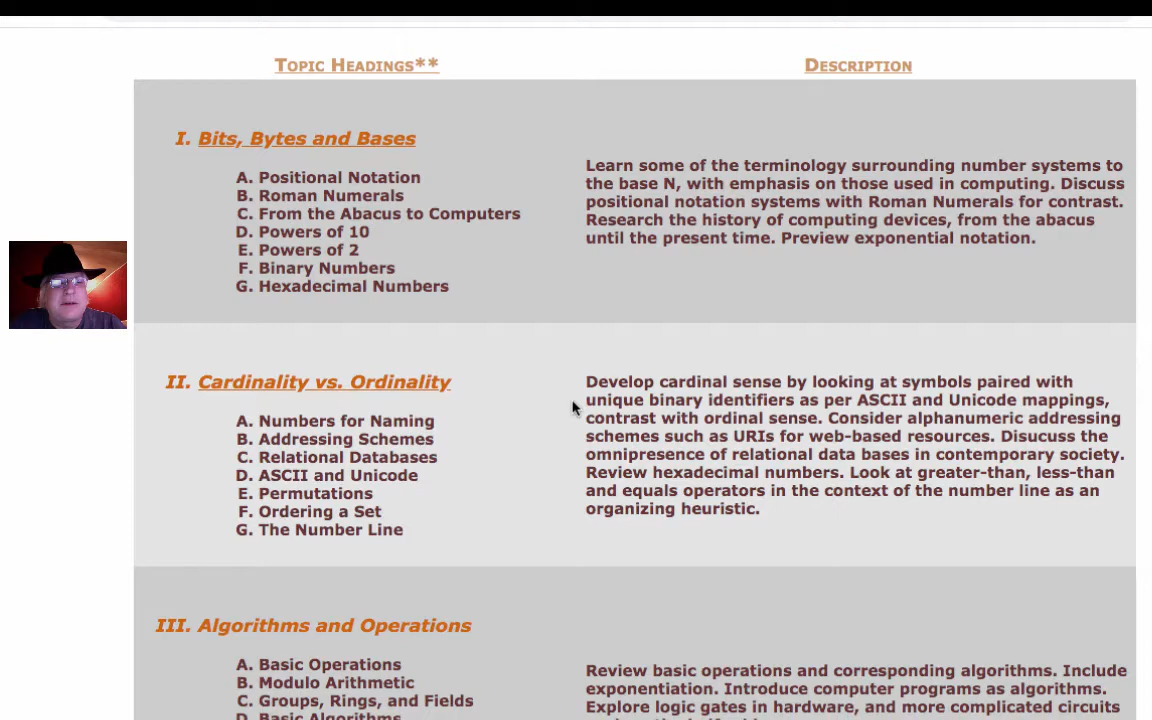 Topic Headings**
Description
I. Bits, Bytes and Bases
A. Positional Notation
B. Roman Numerals
C. From the Abacus to Computers
D. Powers of 10
E. Powers of 2
F. Binary Numbers
G. Hexadecimal Numbers
Learn some of the terminology surrounding number systems to
the base N, with emphasis on those used in computing. Discuss
positional notation systems with Roman Numerals for contrast.
Research the history of computing devices, from the abacus
until the present time. Preview exponential notation.
II. Cardinality vs. Ordinality
A. Numbers for Naming
B. Addressing Schemes
C. Relational Databases
D. ASCII and Unicode
E. Permutations
F. Ordering a Set
G. The Number Line
Develop cardinal sense by looking at symbols paired with
unique binary identifiers as per ASCII and Unicode mappings,
contrast with ordinal sense. Consider alphanumeric addressing
schemes such as URIs for web-based resources. Disucuss the
omnipresence of relational data bases in contemporary society.
Review hexadecimal numbers. Look at greater-than, less-than
and equals operators in the context of the number line as an
organizing heuristic.
III. Algorithms and Operations
A. Basic Operations
B. Modulo Arithmetic
C. Groups, Rings, and Fields
D. Basic Algorithms
Review basic operations and corresponding algorithms. Include
exponentiation. Introduce computer programs as algorithms.
Explore logic gates in hardware, and more complicated circuits